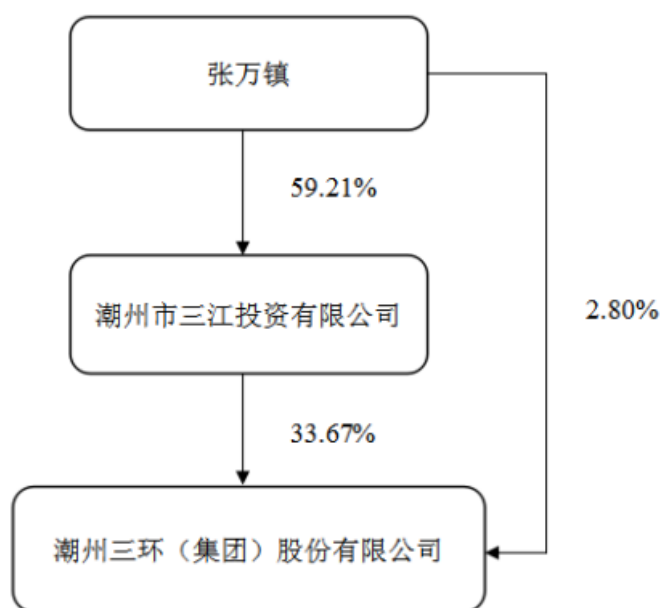 张万镇
59.21%
潮州市三江投资有限公司
2.80%
33.67%
潮州三环（集团）股份有限公司